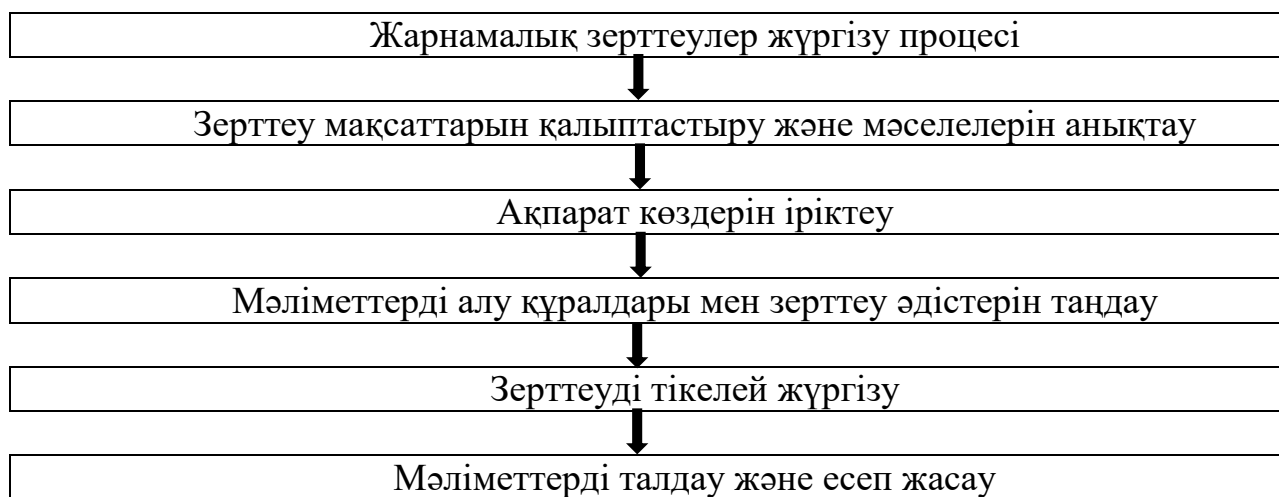 Жарнамалық зерттеулер жүргізу процесі
Зерттеу мақсаттарын қалыптастыру және мәселелерін анықтау
Ақпарат көздерін іріктеу
Мәліметтерді алу құралдары мен зерттеу әдістерін таңдау
Зерттеуді тікелей жүргізу
Мәліметтерді талдау және есеп жасау